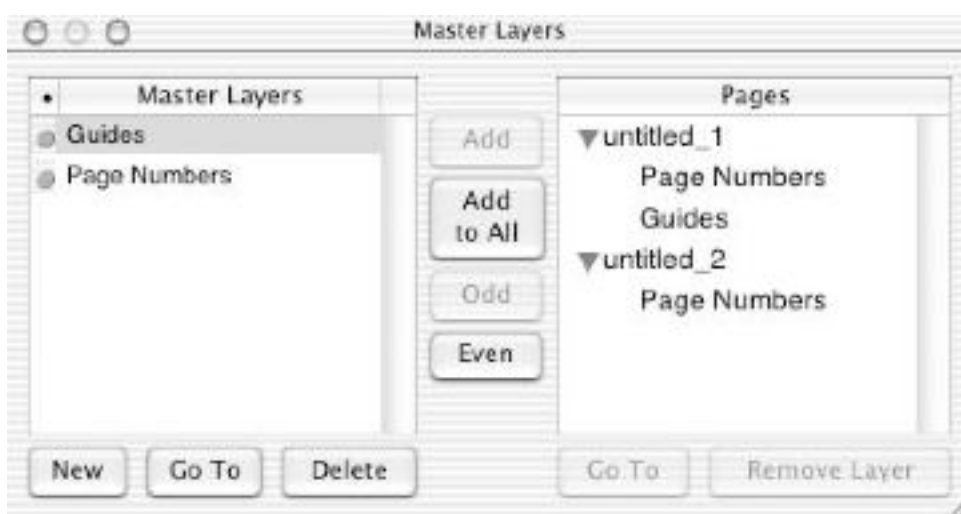 Master Layers
• Master Layers
Guides
Page Numbers
Add
Add
to All
Odd
Even
Pages
untitled_1
Page Numbers
Guides
untitled_2
Page Numbers
New Go To Delete
Go To Remove Layer